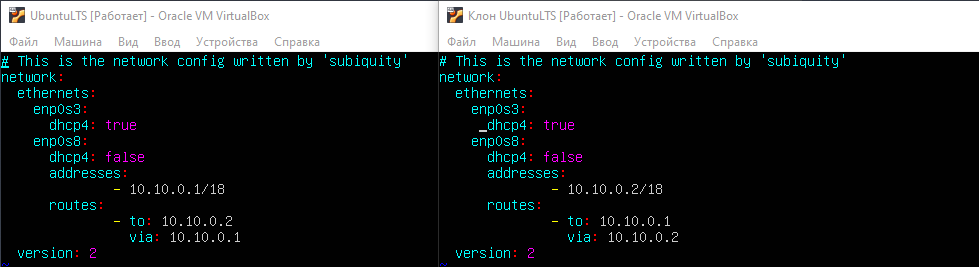 UbuntuLTS [Работает] - Oracle VM VirtualBox
Файл Машина Вид Ввод Устройства Справка
# This is the network config written by 'subiquity'
network:
  ethernets:
    enp0s3:
      dhcp4: true
    enp0s8:
      dhcp4: false
      addresses:
              - 10.10.0.1/18
      routes:
              - to: 10.10.0.2
                via: 10.10.0.1
  version: 2
Клон UbuntuLTS [Работает] - Oracle VM VirtualBox
Файл Машина Вид Ввод Устройства Справка
# This is the network config written by 'subiquity'
network:
  ethernets:
    enp0s3:
      dhcp4: true
    enp0s8:
      dhcp4: false
      addresses:
              - 10.10.0.2/18
      routes:
              - to: 10.10.0.1
                via: 10.10.0.2
  version: 2